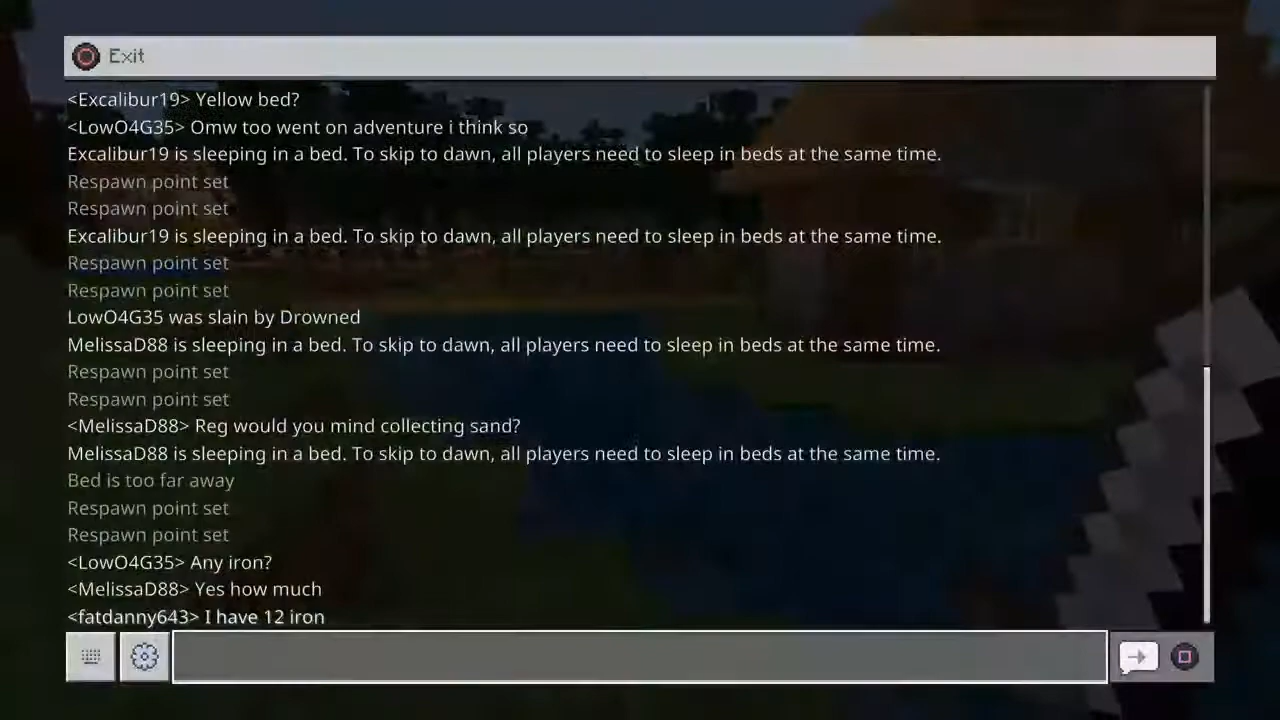 Exit
<Excalibur19> Yellow bed?
<LowO4G35> Omw too went on adventure i think so
Excalibur19 is sleeping in a bed. To skip to dawn, all players need to sleep in beds at the same time.
Respawn point set
Respawn point set
Excalibur19 is sleeping in a bed. To skip to dawn, all players need to sleep in beds at the same time.
Respawn point set
Respawn point set
LowO4G35 was slain by Drowned
MelissaD88 is sleeping in a bed. To skip to dawn, all players need to sleep in beds at the same time.
Respawn point set
Respawn point set
<MelissaD88> Reg would you mind collecting sand?
MelissaD88 is sleeping in a bed. To skip to dawn, all players need to sleep in beds at the same time.
Bed is too far away
Respawn point set
Respawn point set
<LowO4G35> Any iron?
<MelissaD88> Yes how much
<fatdanny643> I have 12 iron